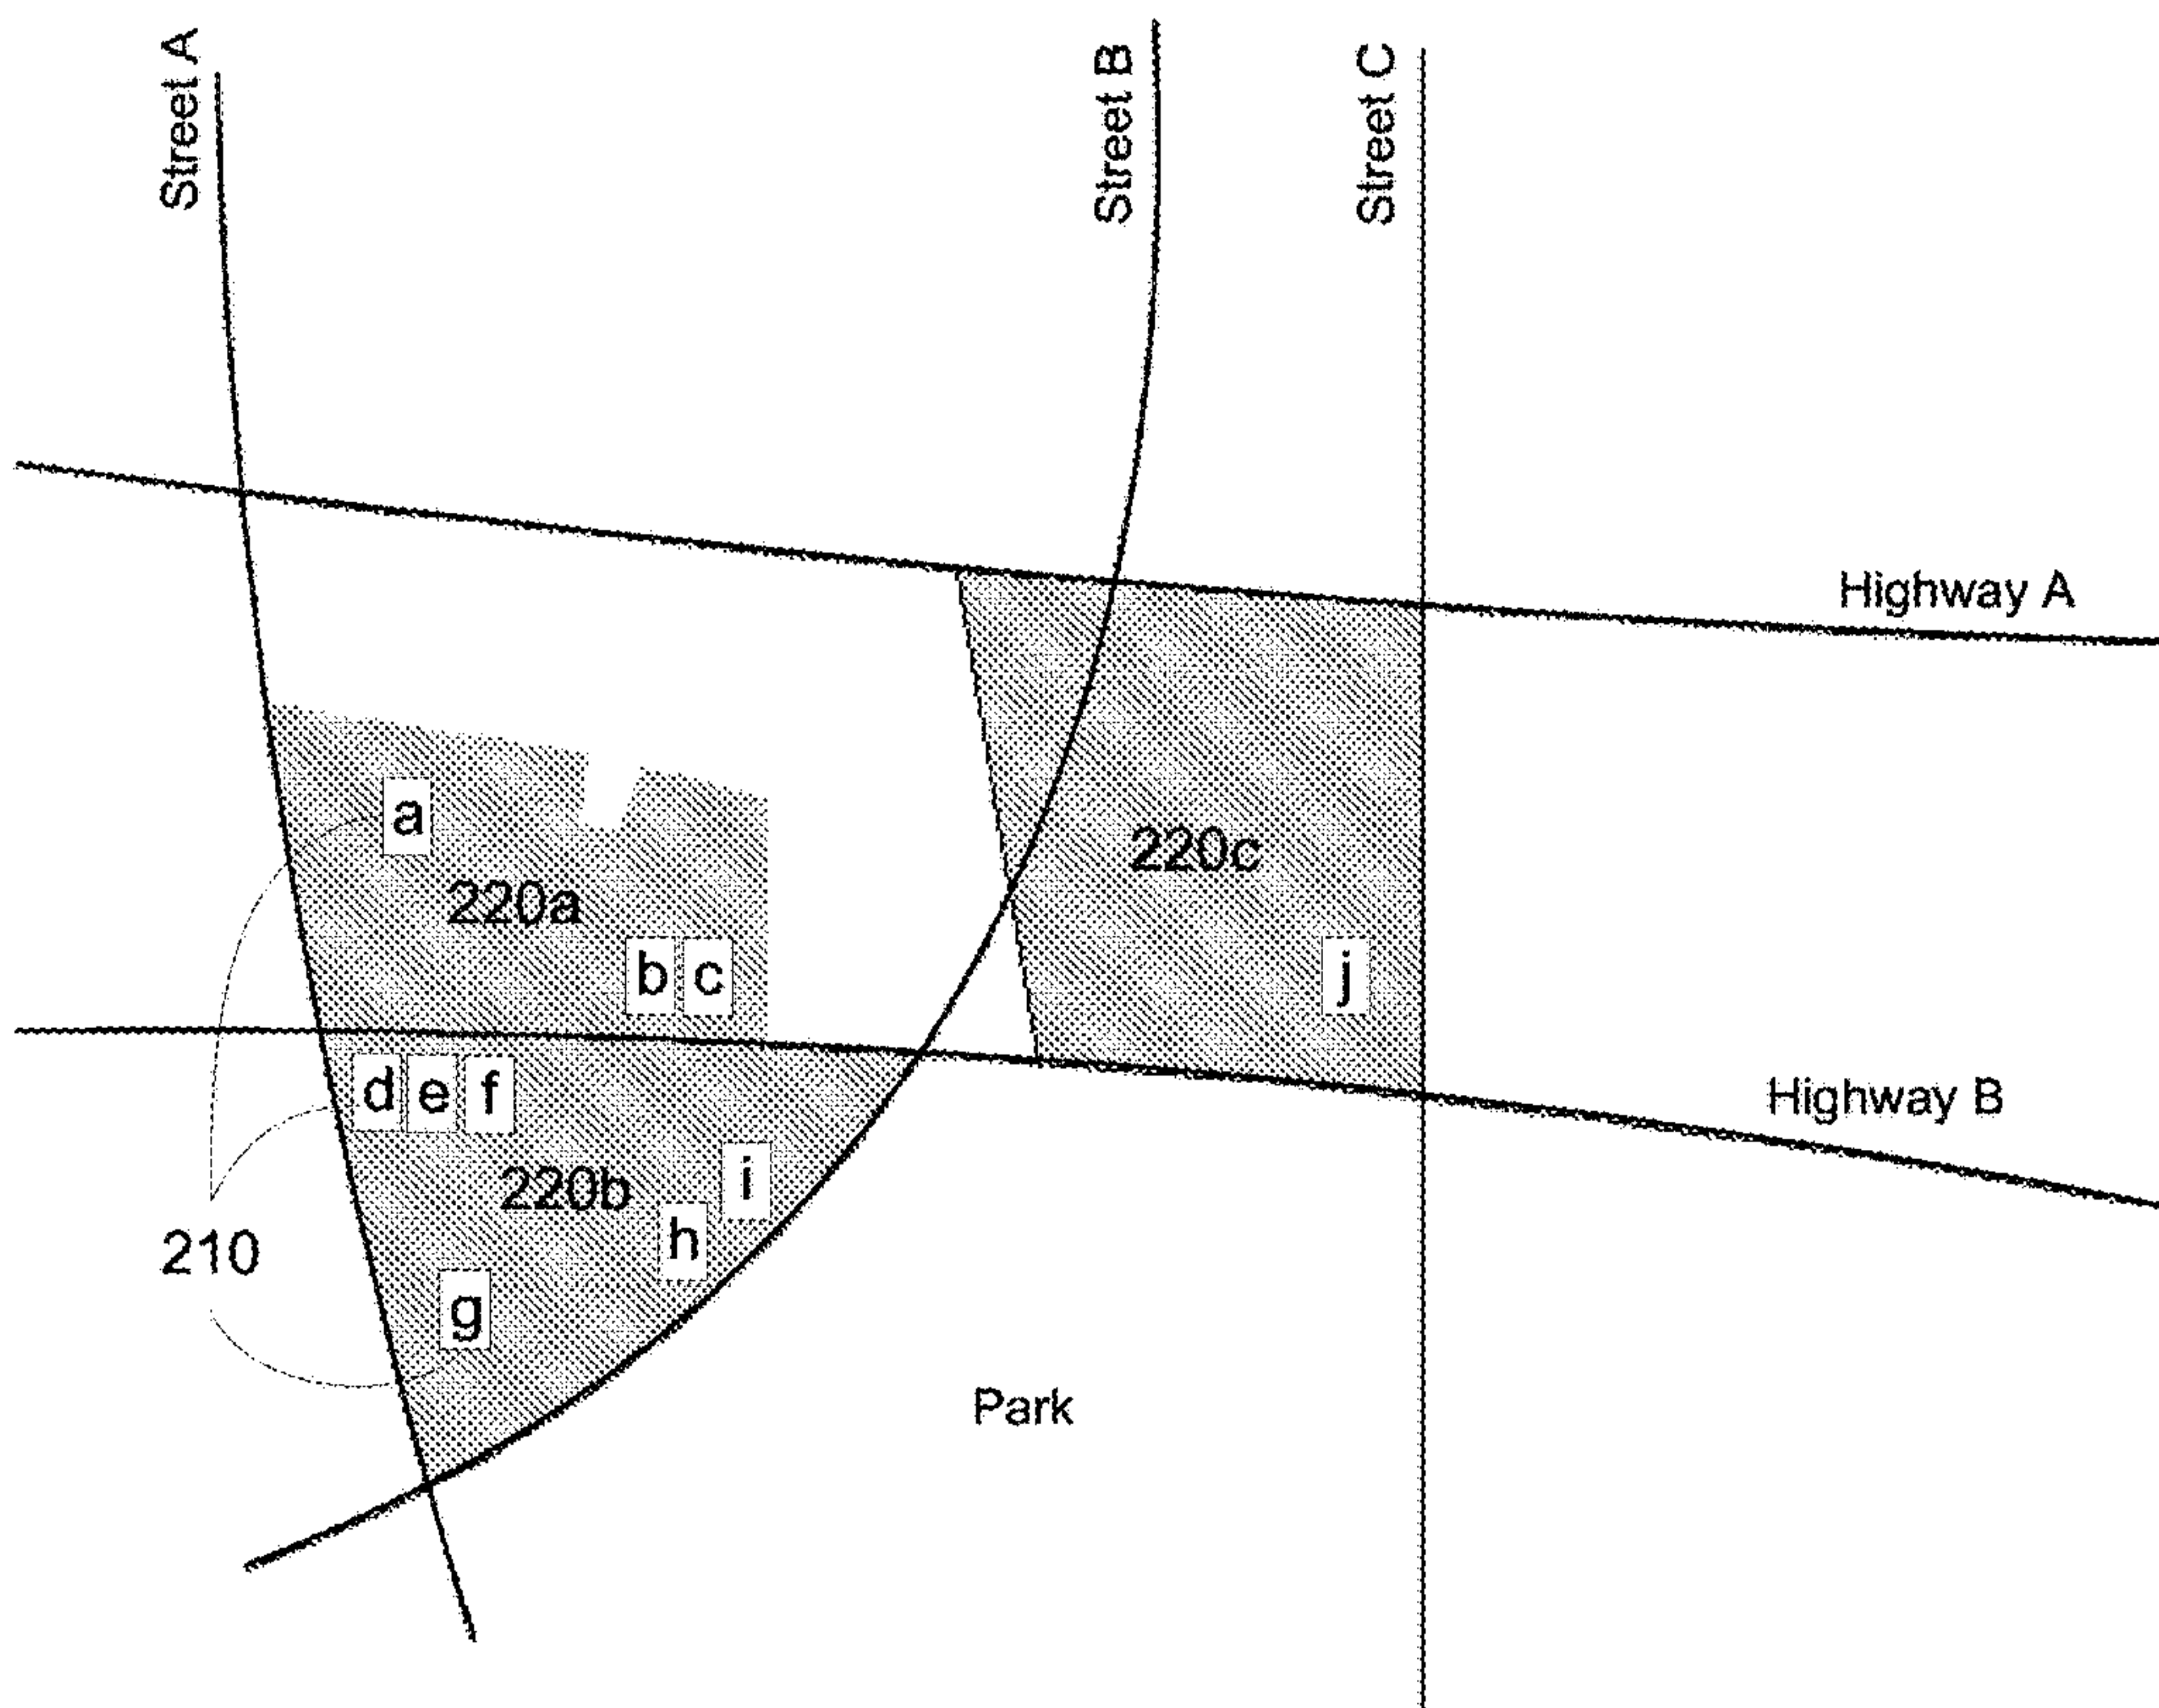 Street A
Street B
Street C
Highway A
a
220a
220c
b c
j
d e f
Highway B
220b
i
h
210
g
Park